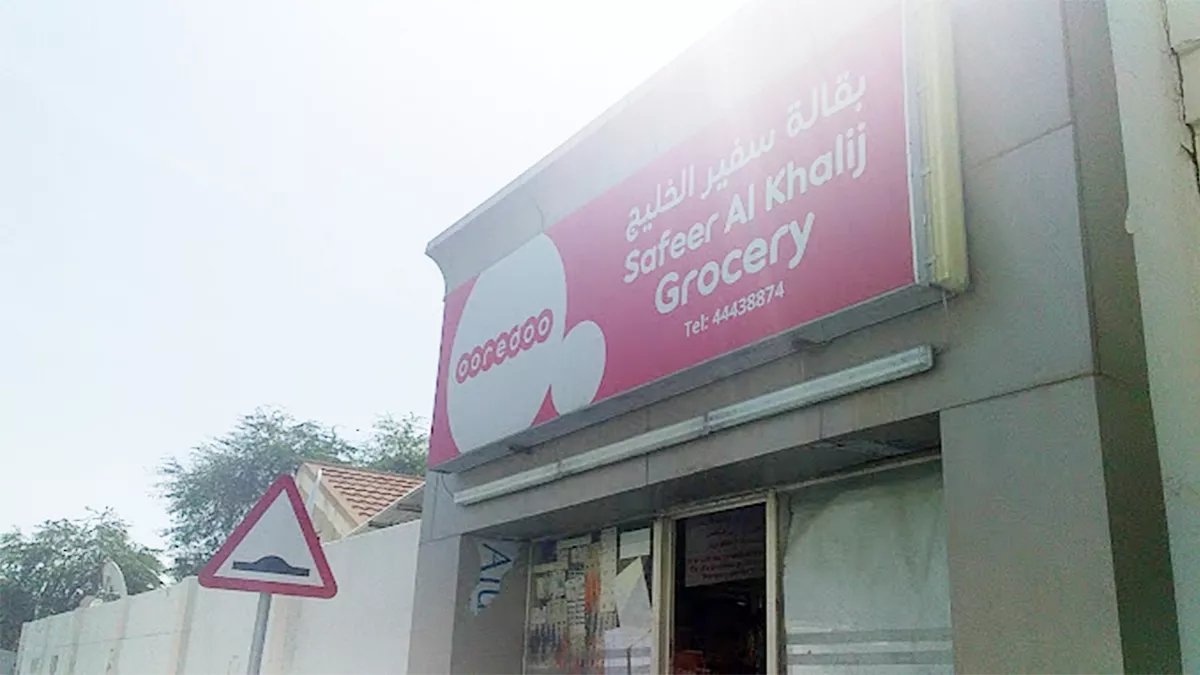 بقالة سفير الخليج
Safeer Al Khalij
Grocery
Tel: 44438874
ooredoo